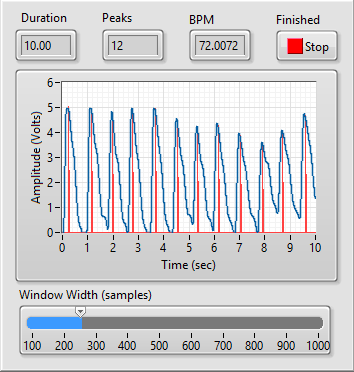 Duration Peaks BPM Finished
10.00 12 72.0072 Stop
6
5
4
3
2
1
0
Amplitude (Volts)
0 1 2 3 4 5 6 7 8 9 10
Time (sec)
Window Width (samples)
100 200 300 400 500 600 700 800 900 1000